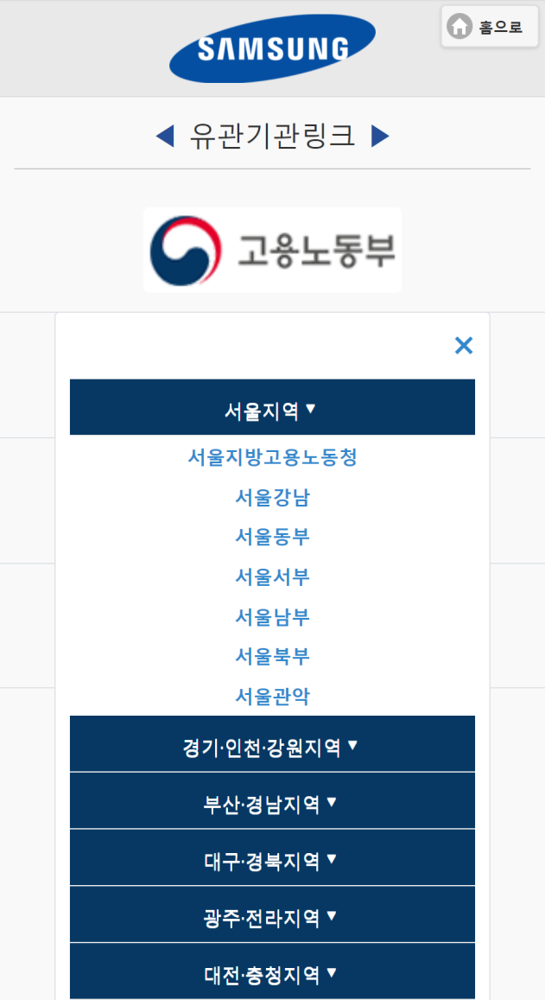 SAMSUNG
홈으로
◀ 유관기관링크 ▶
고용노동부
×
서울지역 ▼
서울지방고용노동청
서울강남
서울동부
서울서부
서울남부
서울북부
서울관악
경기·인천·강원지역 ▼
부산·경남지역 ▼
대구·경북지역 ▼
광주·전라지역 ▼
대전·충청지역 ▼